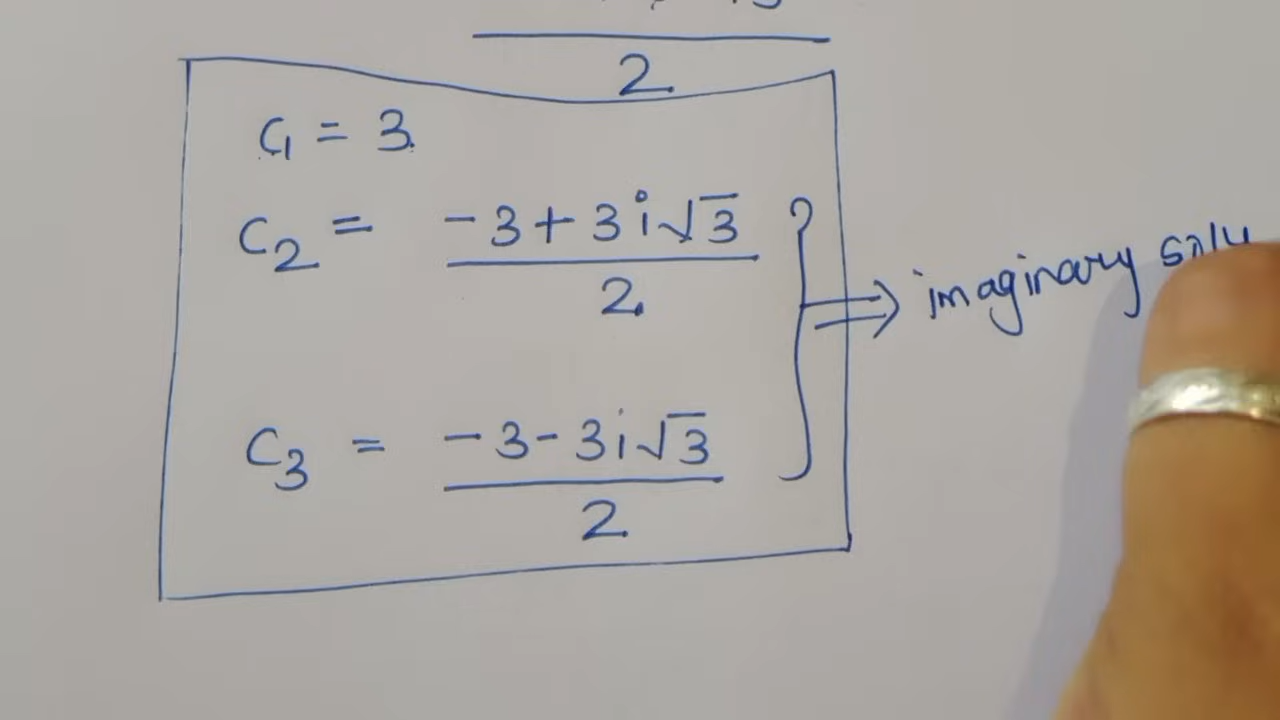 2
C1 = 3
C2 = -3+3i√3 / 2
⇒ imaginary
C3 = -3-3i√3 / 2